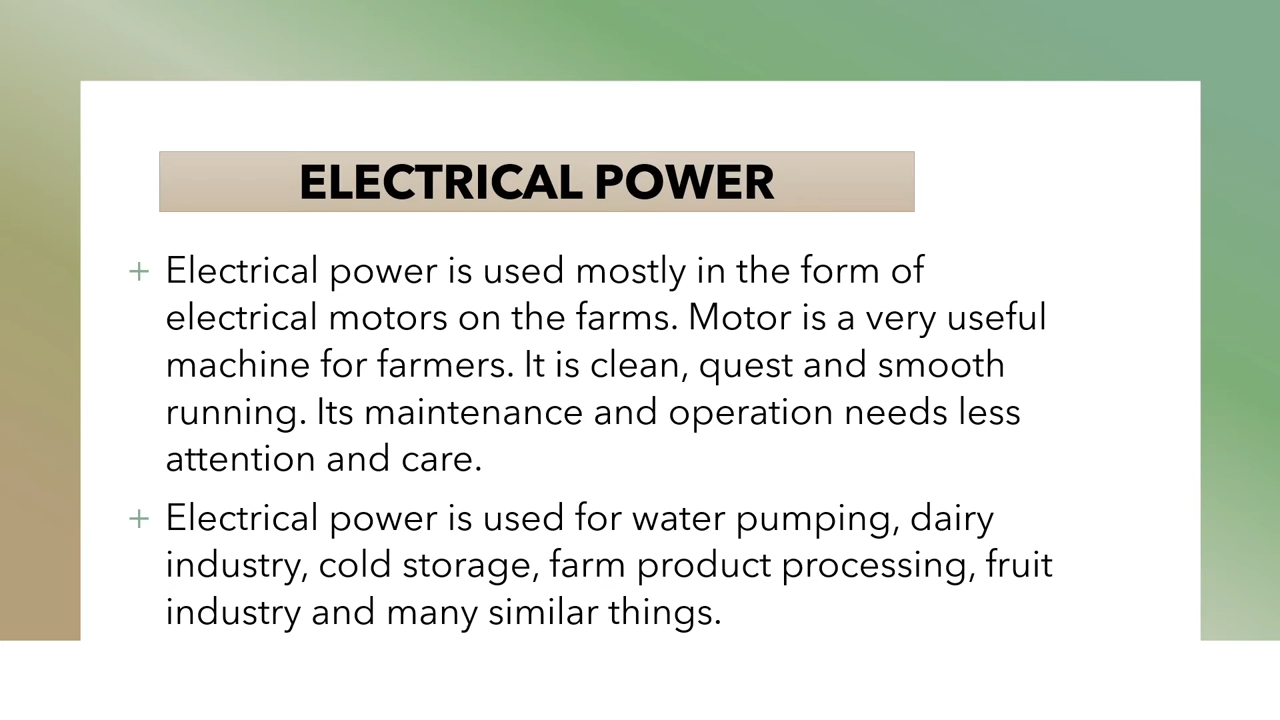 ELECTRICAL POWER
+ Electrical power is used mostly in the form of
electrical motors on the farms. Motor is a very useful
machine for farmers. It is clean, quest and smooth
running. Its maintenance and operation needs less
attention and care.
+ Electrical power is used for water pumping, dairy
industry, cold storage, farm product processing, fruit
industry and many similar things.